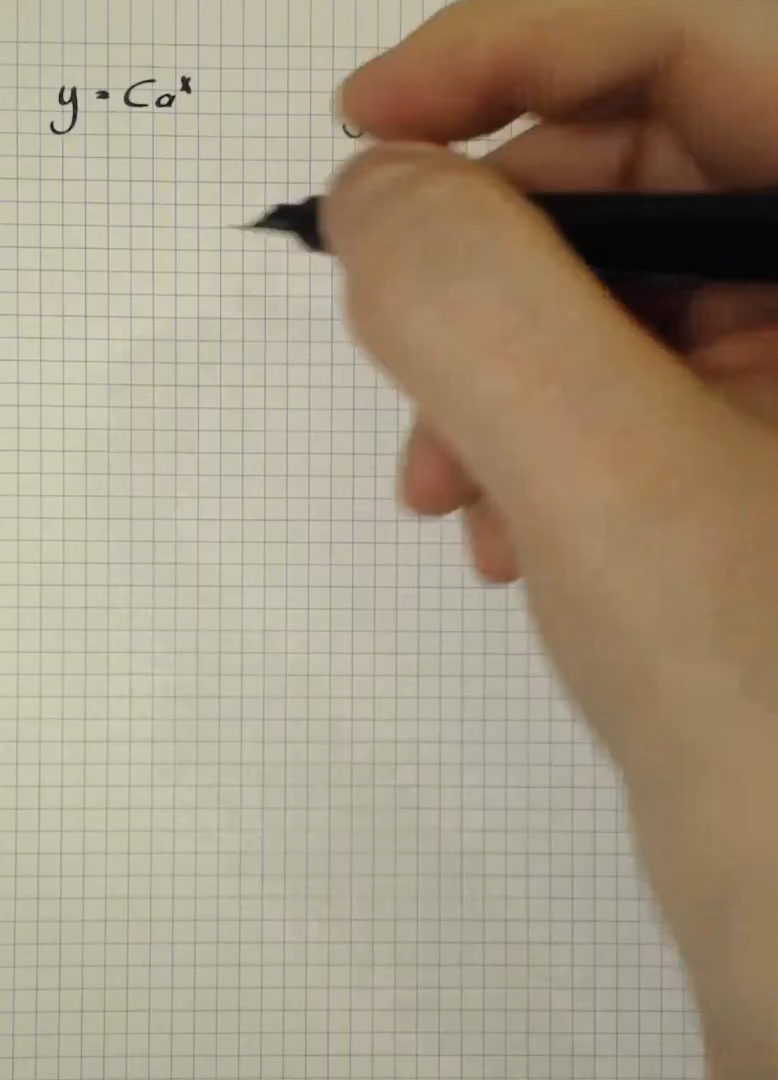 y = Ca^x